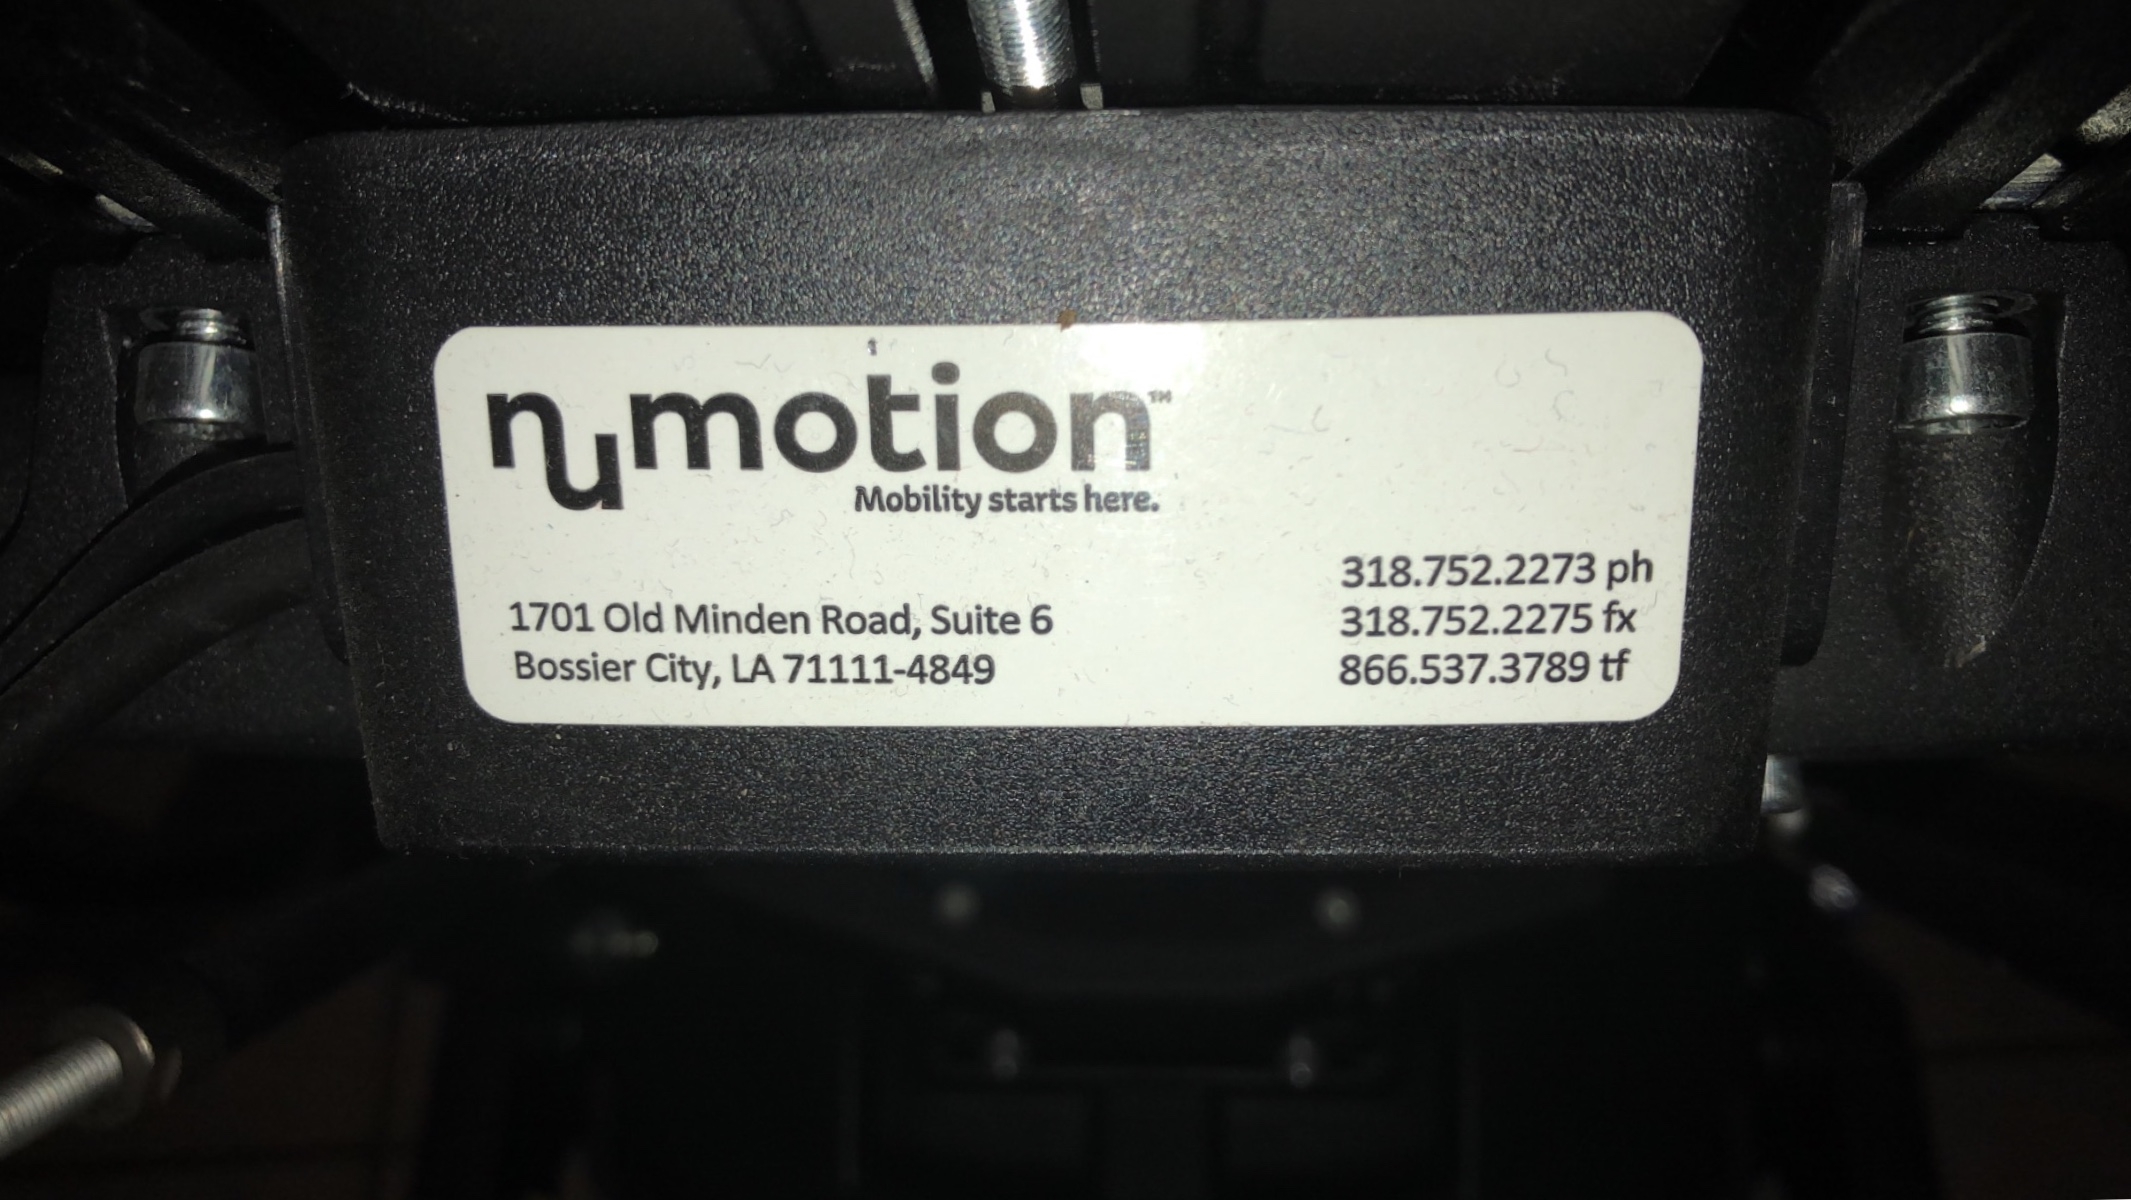 numotion™
Mobility starts here.
1701 Old Minden Road, Suite 6
Bossier City, LA 71111-4849
318.752.2273 ph
318.752.2275 fx
866.537.3789 tf